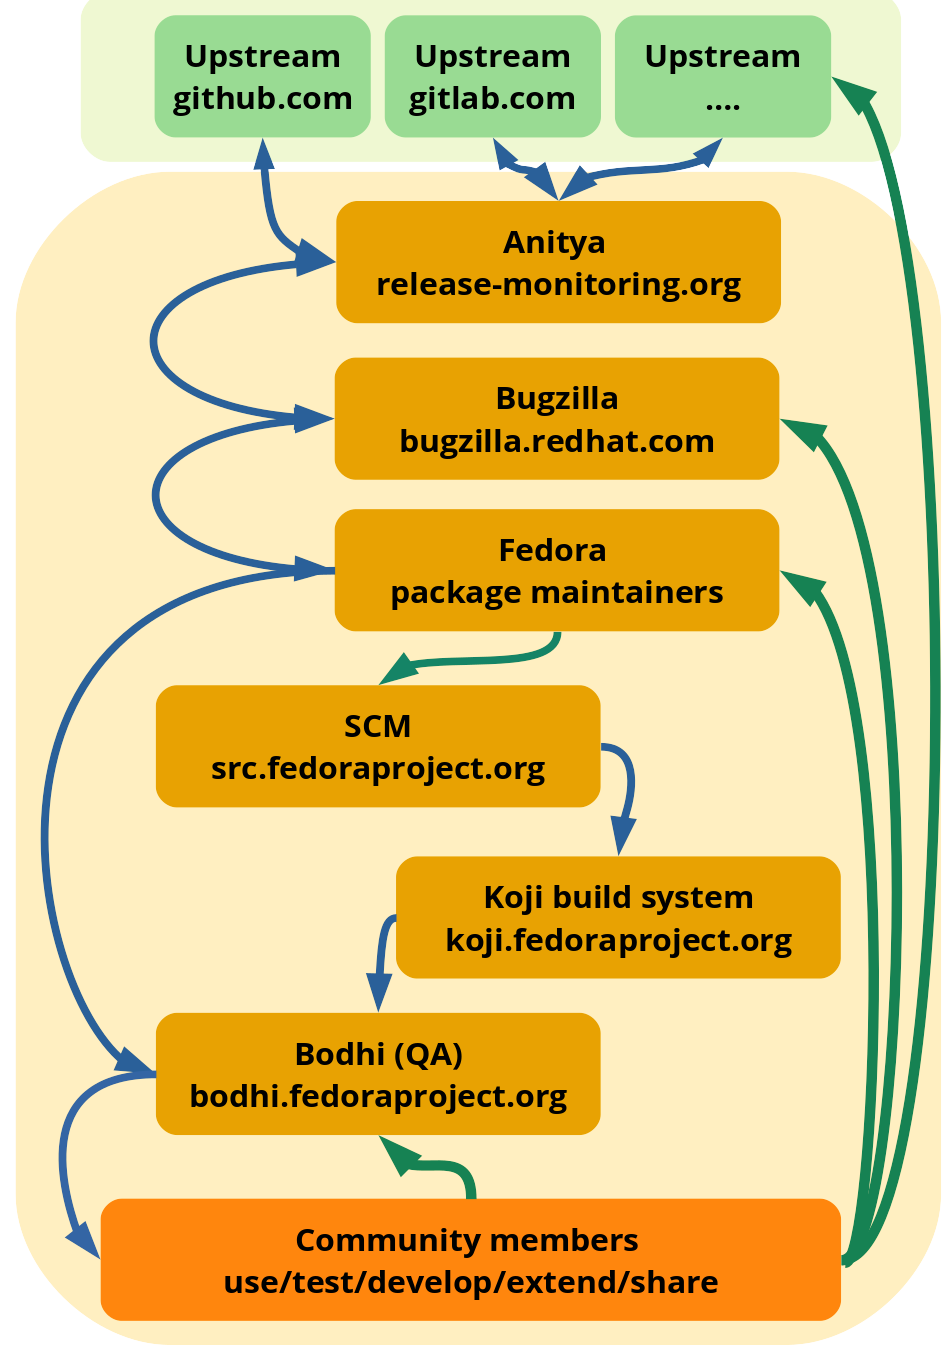 Upstream
github.com
Upstream
gitlab.com
Upstream
....
Anitya
release-monitoring.org
Bugzilla
bugzilla.redhat.com
Fedora
package maintainers
SCM
src.fedoraproject.org
Koji build system
koji.fedoraproject.org
Bodhi (QA)
bodhi.fedoraproject.org
Community members
use/test/develop/extend/share